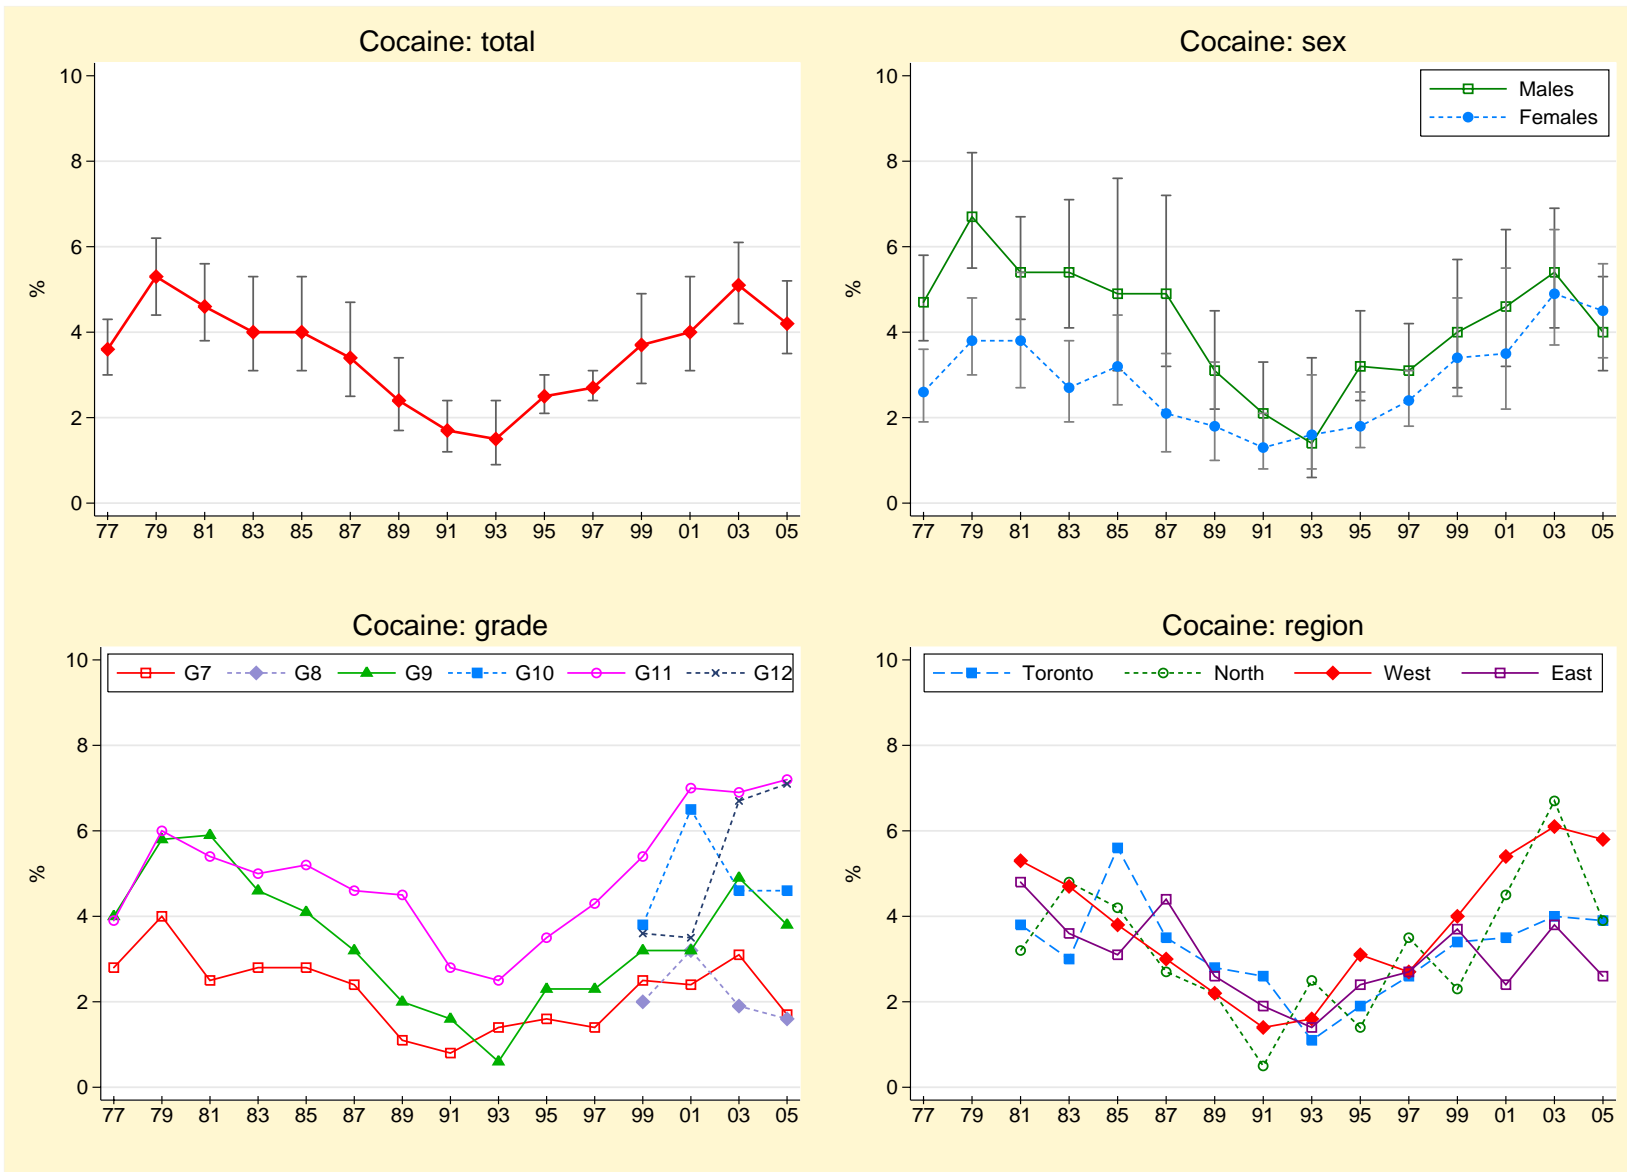 Cocaine: total
10
8
6
4
2
0
%
77 79 81 83 85 87 89 91 93 95 97 99 01 03 05
Cocaine: sex
Males
Females
10
8
6
4
2
0
%
77 79 81 83 85 87 89 91 93 95 97 99 01 03 05
Cocaine: grade
G7 G8 G9 G10 G11 G12
10
8
6
4
2
0
%
77 79 81 83 85 87 89 91 93 95 97 99 01 03 05
Cocaine: region
Toronto North West East
10
8
6
4
2
0
%
77 79 81 83 85 87 89 91 93 95 97 99 01 03 05